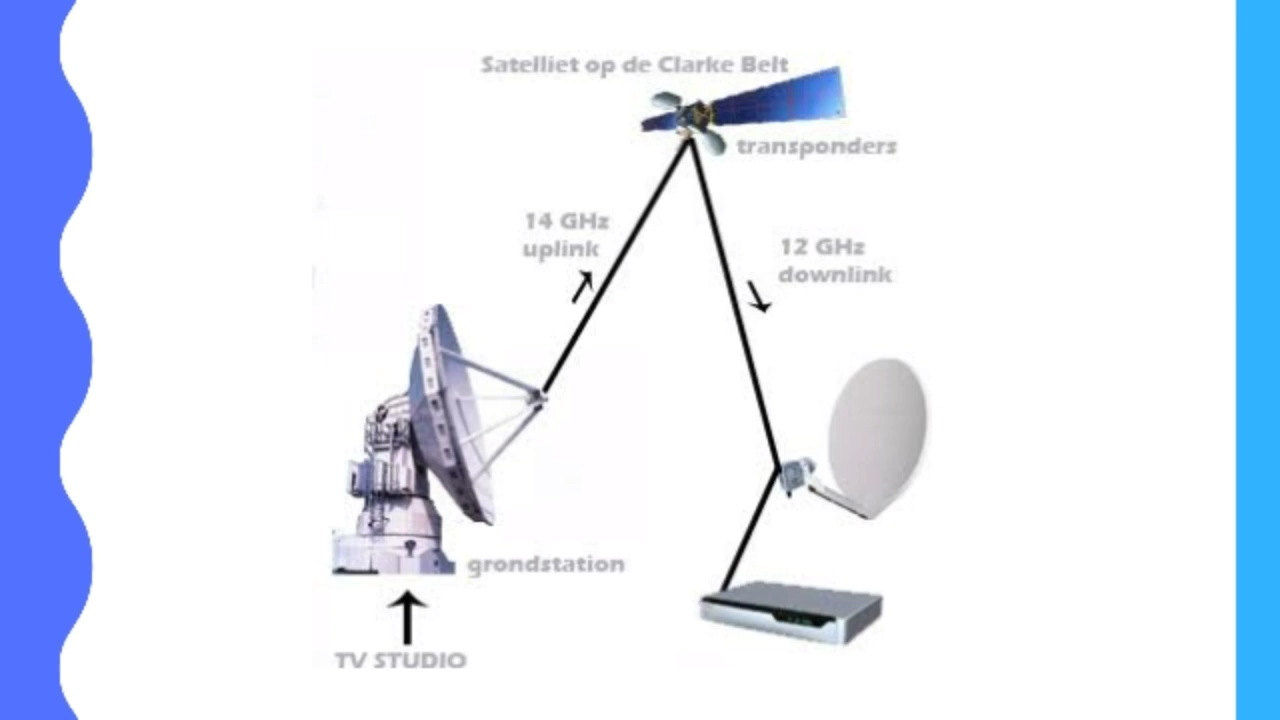 Satelliet op de Clarke Belt
transponders
14 GHz
uplink
12 GHz
downlink
grondstation
TV STUDIO